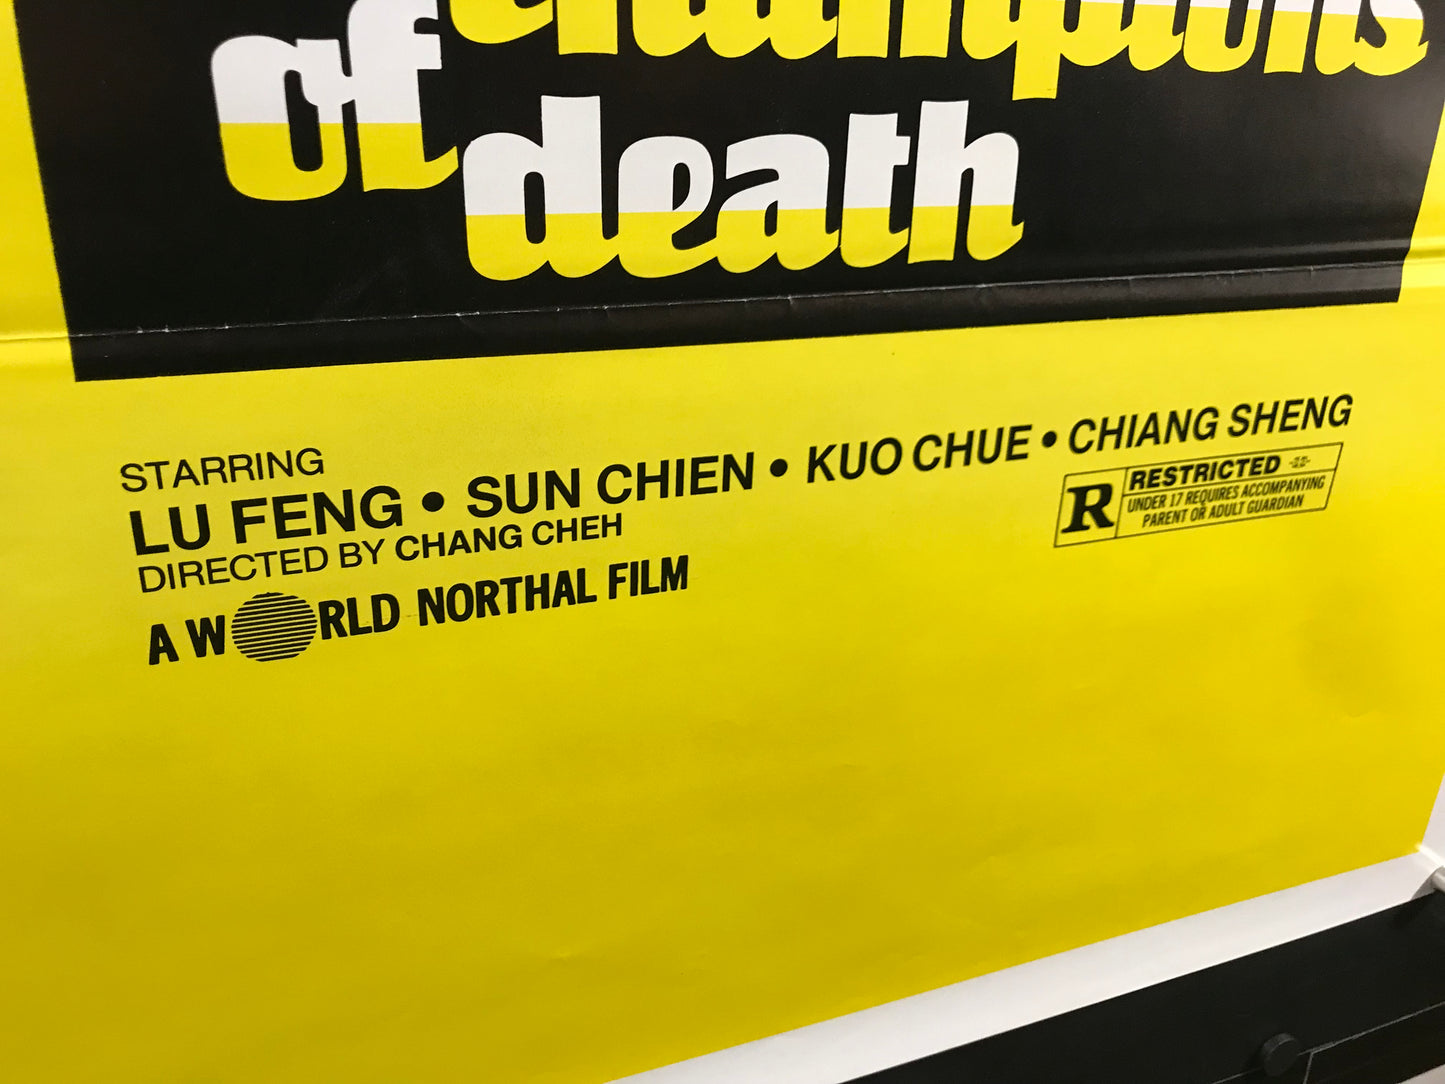 champions
of
death
STARRING
LU FENG • SUN CHIEN • KUO CHUE • CHIANG SHENG
DIRECTED BY CHANG CHEH
A WORLD NORTHAL FILM
R RESTRICTED
UNDER 17 REQUIRES ACCOMPANYING
PARENT OR ADULT GUARDIAN